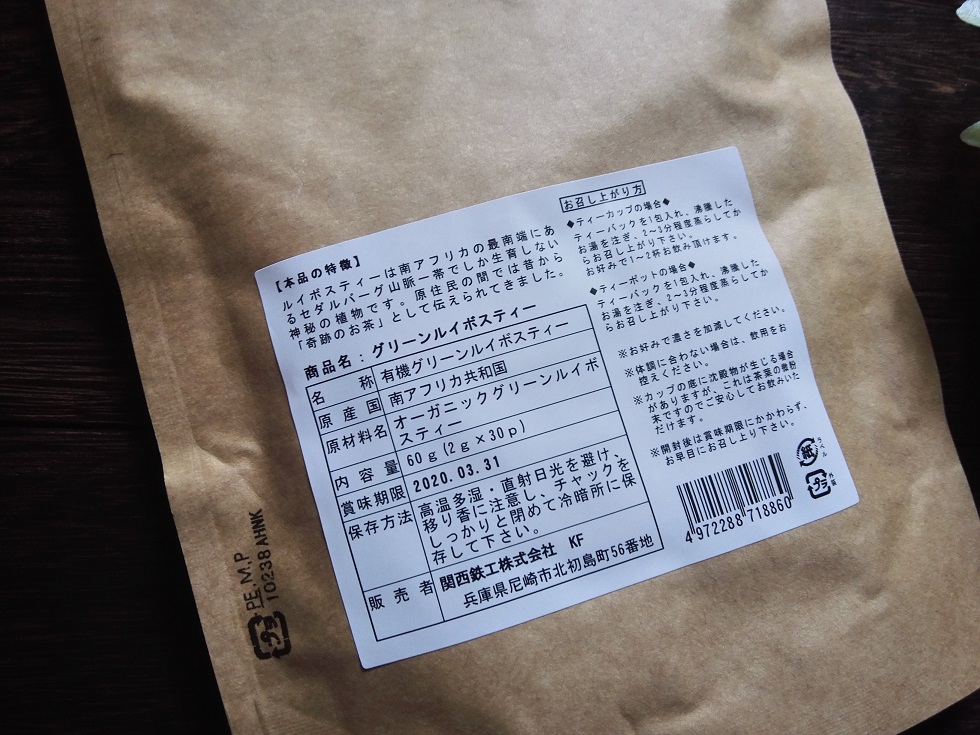 【本品の特徴】
ルイボスティーは南アフリカの最南端にあ
るセダルバーグ山脈一帯でしか生育しない
神秘の植物です。原住民の間では昔から
「奇跡のお茶」として伝えられてきました。
商品名：グリーンルイボスティー
名称 有機グリーンルイボスティー
原産国 南アフリカ共和国
原材料名 オーガニックグリーンルイボ
スティー
内容量 60g(2g×30p)
賞味期限 2020.03.31
保存方法 高温多湿・直射日光を避け、
移り香に注意し、チャックを
しっかりと閉めて冷暗所に保
存して下さい。
販売者 関西鉄工株式会社 KF
兵庫県尼崎市北初島町56番地
お召し上がり方
◆ティーカップの場合◆
ティーバックを1包入れ、沸騰した
お湯を注ぎ、2~3分程度蒸らしてか
らお召し上がり下さい。
お好みで1~2杯お飲み頂けます。
◆ティーポットの場合◆
ティーバックを1包入れ、沸騰した
お湯を注ぎ、2~3分程度蒸らしてか
らお召し上がり下さい。
※お好みで濃さを加減してください。
※体調に合わない場合は、飲用をお
控えください。
※カップの底に沈殿物が生じる場合
がありますが、これは茶葉の微粉
末ですのでご安心してお飲みいた
だけます。
※開封後は賞味期限にかかわらず、
お早目にお召し上り下さい。
紙 ラベル
プラ 外装
4972288718860
プラ PE.M.P
10238AHNK